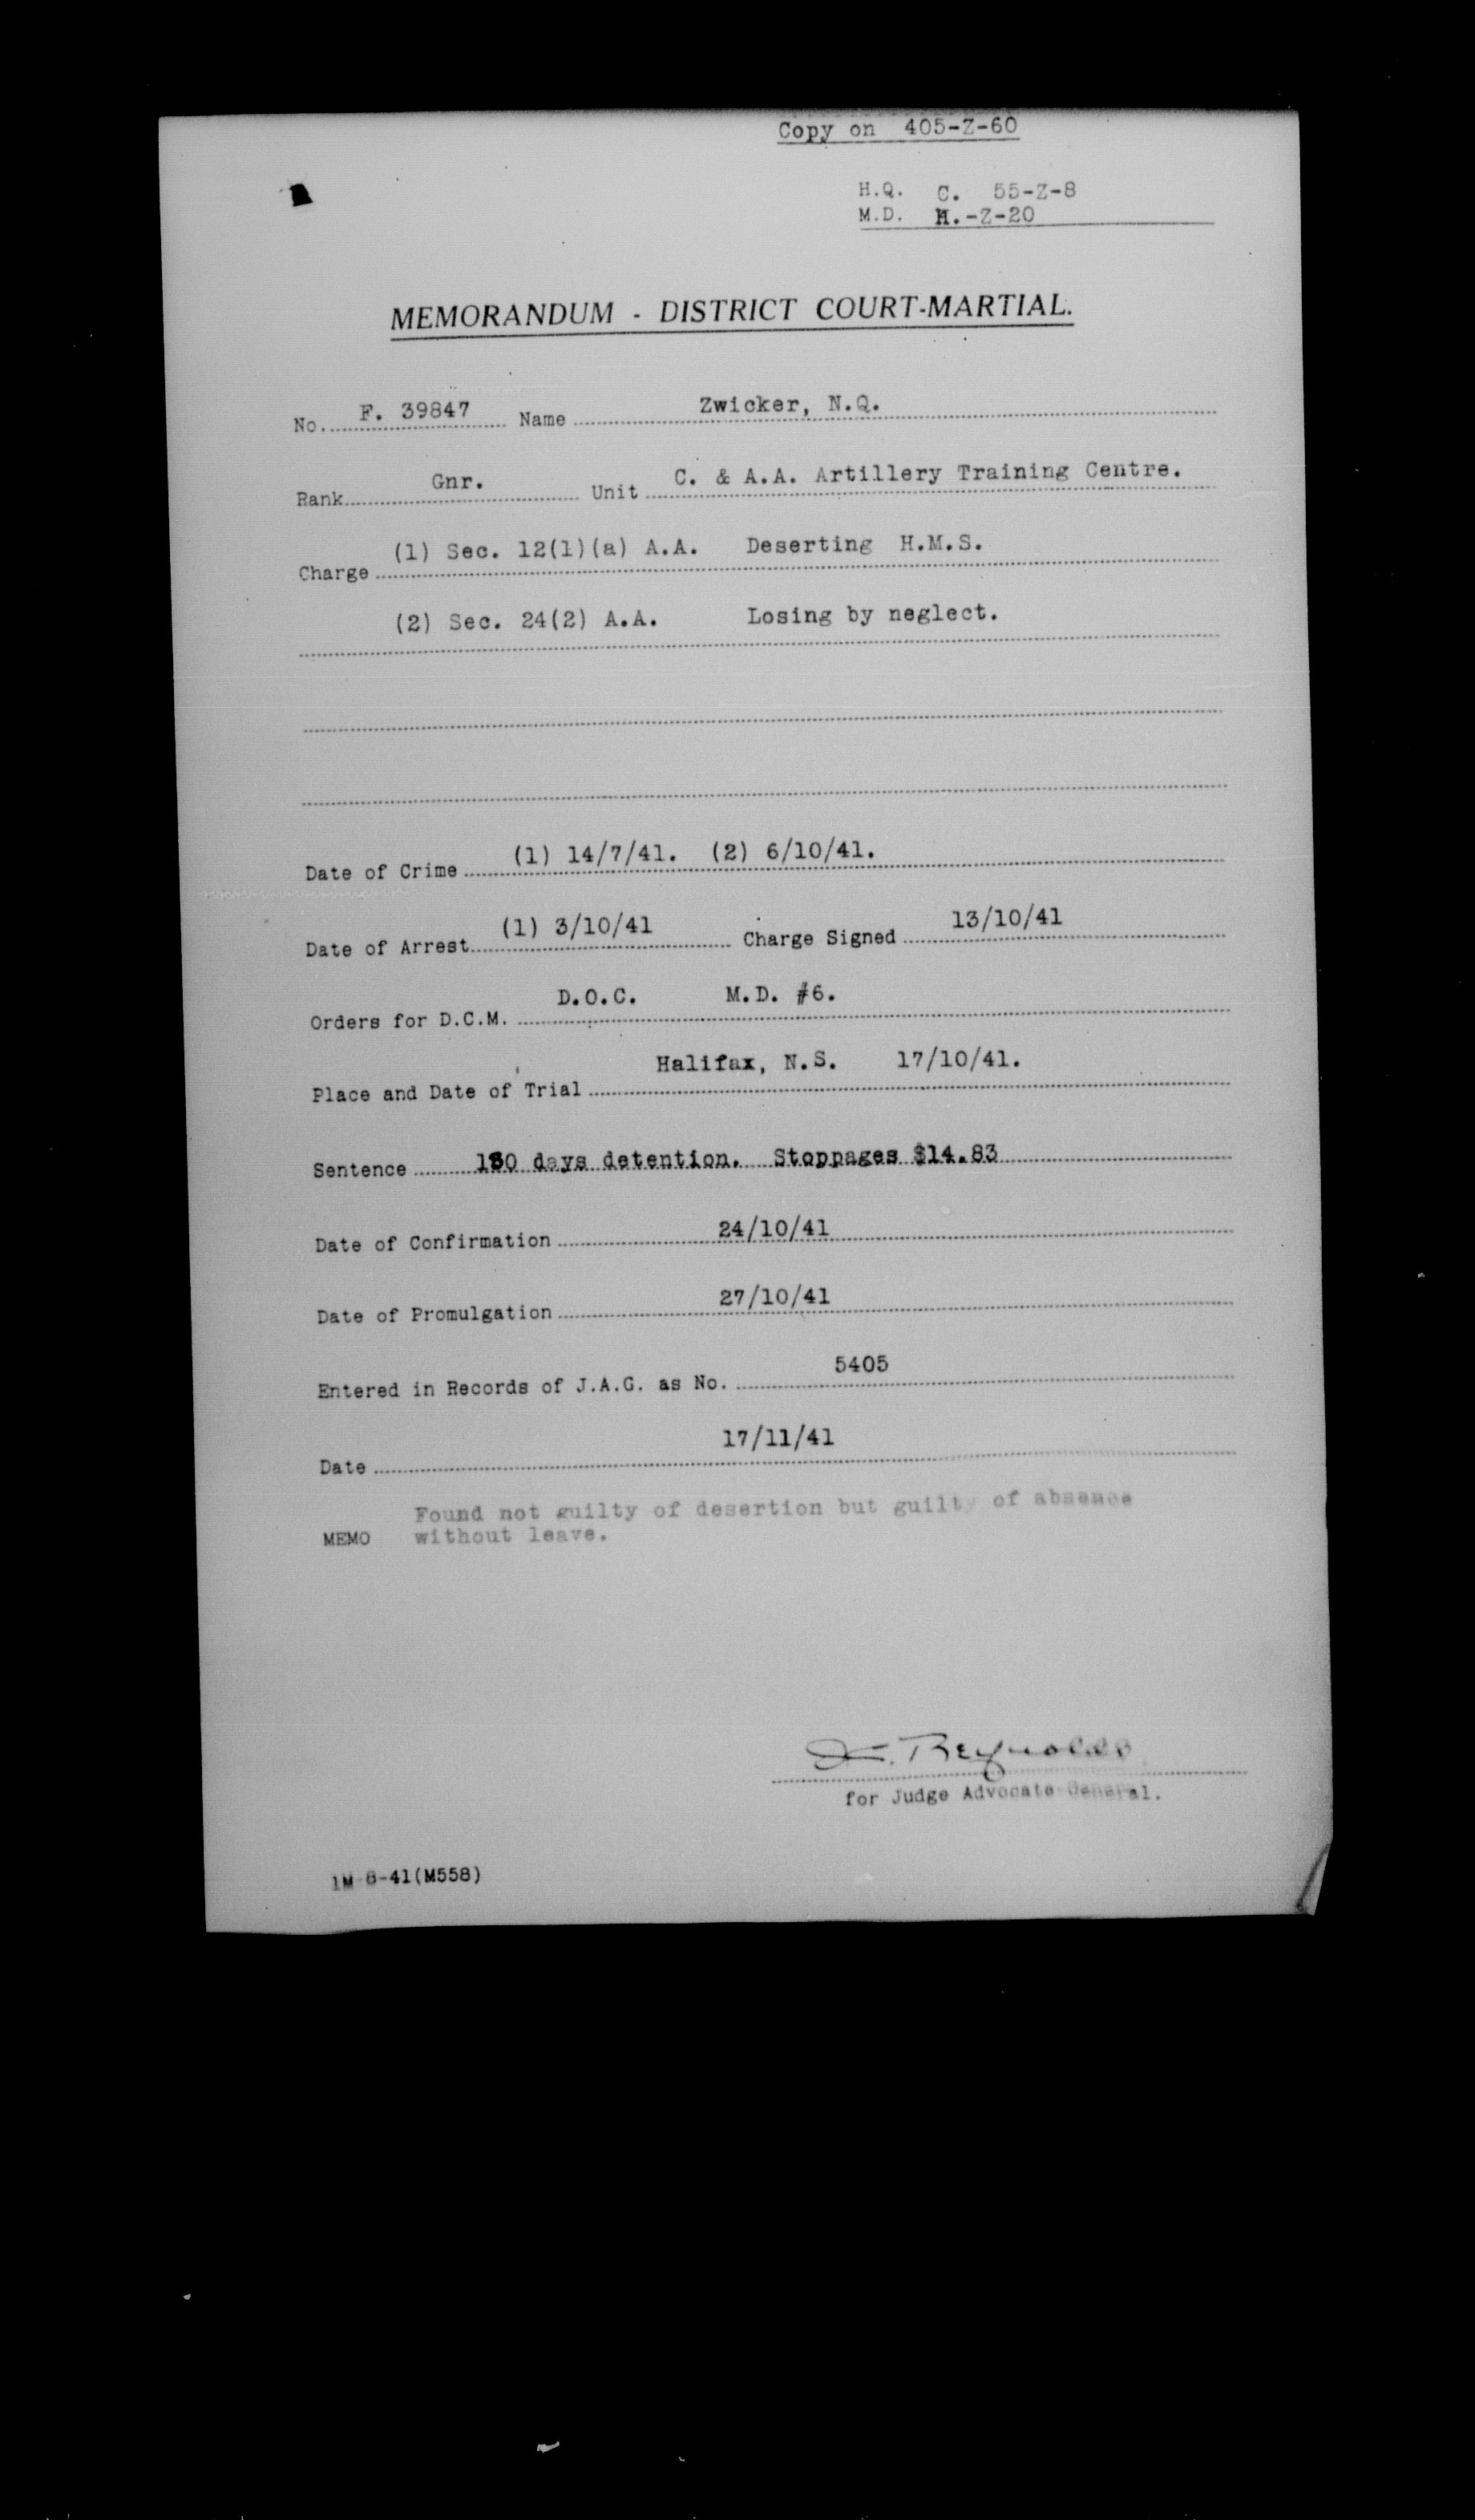 Copy on 405-Z-60
H.Q. C. 55-Z-8
M.D. H.-Z-20
MEMORANDUM - DISTRICT COURT-MARTIAL.
No. F. 39847 Name Zwicker, N.Q.
Rank Gnr. Unit C. & A.A. Artillery Training Centre.
Charge (1) Sec. 12(1)(a) A.A. Deserting H.M.S.
(2) Sec. 24(2) A.A. Losing by neglect.
Date of Crime (1) 14/7/41. (2) 6/10/41.
Date of Arrest (1) 3/10/41 Charge Signed 13/10/41
Orders for D.C.M. D.O.C. M.D. #6.
Place and Date of Trial Halifax, N.S. 17/10/41.
Sentence days detention. Stoppages $14.83
Date of Confirmation 24/10/41
Date of Promulgation 27/10/41
Entered in Records of J.A.G. as No. 5405
Date 17/11/41
Found not guilty of desertion but guilty of absence
MEMO without leave.
Reynolds
for Judge Advocate General.
1M-8-41(M558)